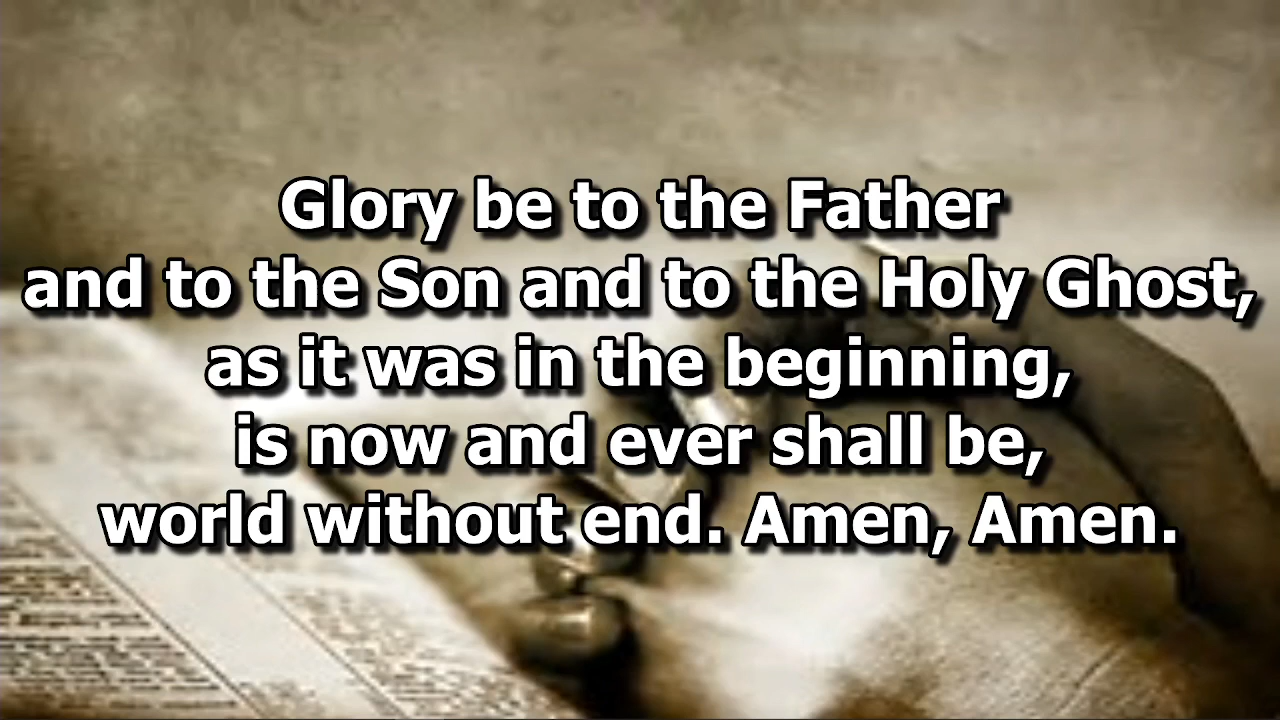 Glory be to the Father
and to the Son and to the Holy Ghost,
as it was in the beginning,
is now and ever shall be,
world without end. Amen, Amen.